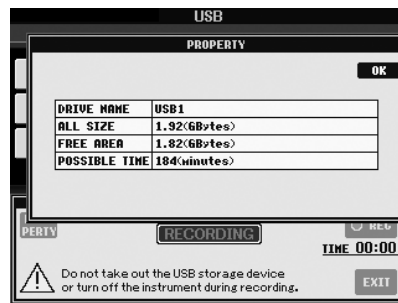 USB
PROPERTY
OK
DRIVE NAME USB1
ALL SIZE 1.92(GBytes)
FREE AREA 1.82(GBytes)
POSSIBLE TIME 184(minutes)
PERTY
RECORDING
REC
TIME 00:00
Do not take out the USB storage device
or turn off the instrument during recording.
EXIT